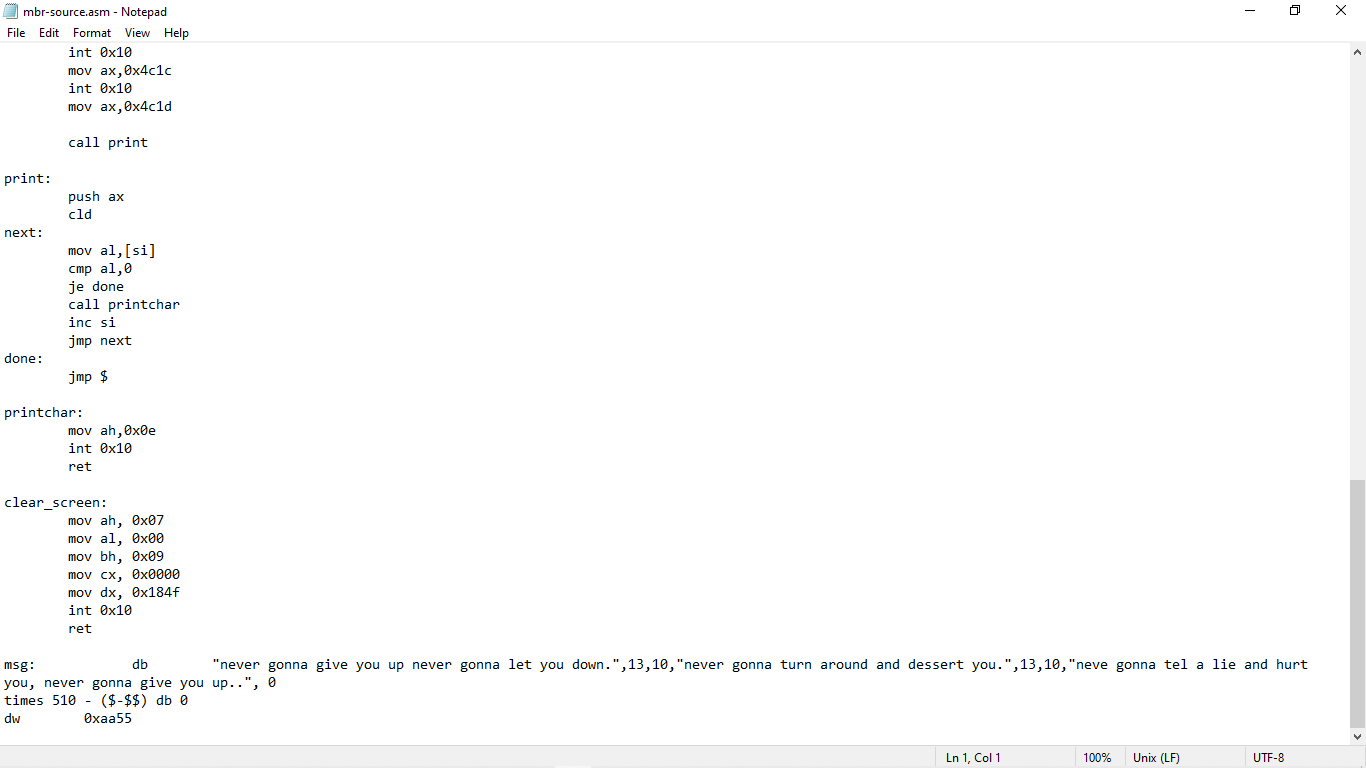 mbr-source.asm - Notepad
File Edit Format View Help
int 0x10
mov ax,0x4c1c
int 0x10
mov ax,0x4c1d
call print
print:
push ax
cld
next:
mov al,[si]
cmp al,0
je done
call printchar
inc si
jmp next
done:
jmp $
printchar:
mov ah,0x0e
int 0x10
ret
clear_screen:
mov ah, 0x07
mov al, 0x00
mov bh, 0x09
mov cx, 0x0000
mov dx, 0x184f
int 0x10
ret
msg: db "never gonna give you up never gonna let you down.",13,10,"never gonna turn around and dessert you.",13,10,"neve gonna tel a lie and hurt
you, never gonna give you up..", 0
times 510 - ($-$$) db 0
dw 0xaa55
Ln 1, Col 1 100% Unix (LF) UTF-8